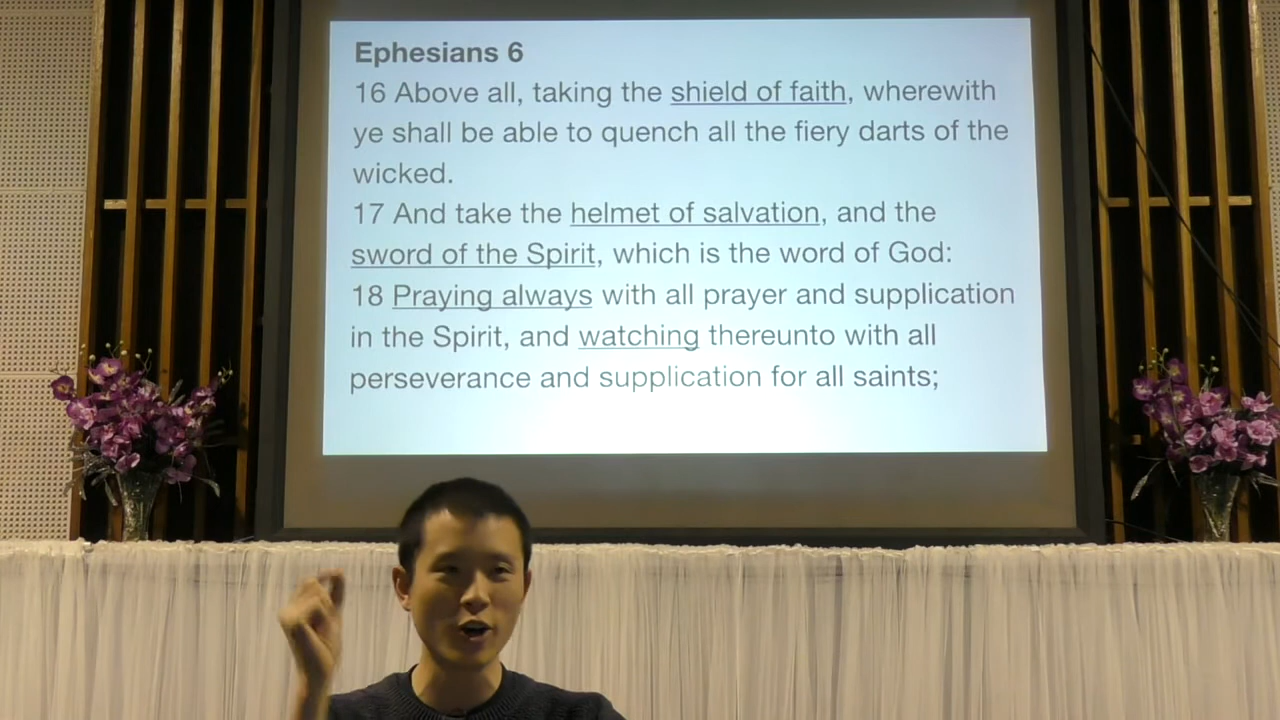 Ephesians 6
16 Above all, taking the shield of faith, wherewith
ye shall be able to quench all the fiery darts of the
wicked.
17 And take the helmet of salvation, and the
sword of the Spirit, which is the word of God:
18 Praying always with all prayer and supplication
in the Spirit, and watching thereunto with all
perseverance and supplication for all saints;